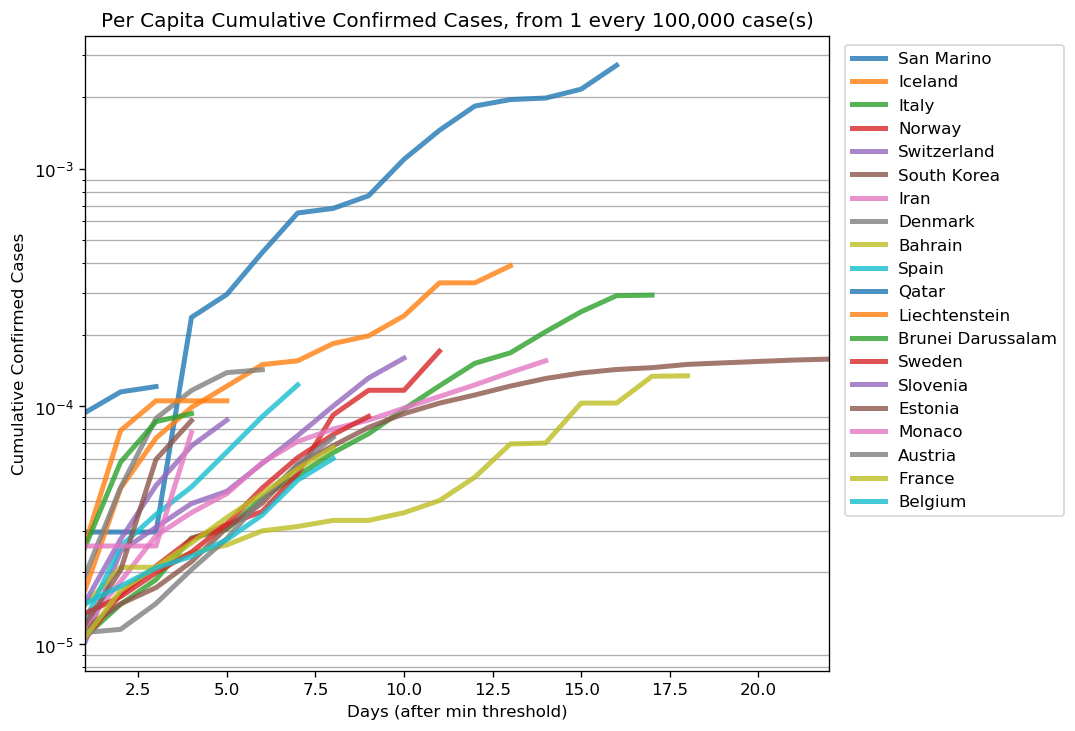 Per Capita Cumulative Confirmed Cases, from 1 every 100,000 case(s)
Cumulative Confirmed Cases
10⁻³
10⁻⁴
10⁻⁵
2.5 5.0 7.5 10.0 12.5 15.0 17.5 20.0
Days (after min threshold)
San Marino
Iceland
Italy
Norway
Switzerland
South Korea
Iran
Denmark
Bahrain
Spain
Qatar
Liechtenstein
Brunei Darussalam
Sweden
Slovenia
Estonia
Monaco
Austria
France
Belgium